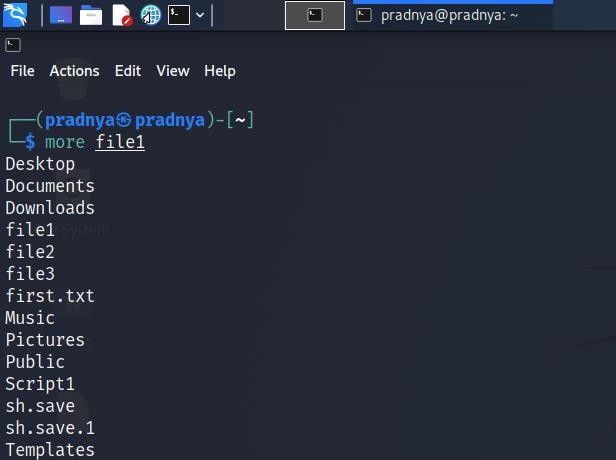 pradnya@pradnya: ~
File Actions Edit View Help
┌──(pradnya㉿pradnya)-[~]
└─$ more file1
Desktop
Documents
Downloads
file1
file2
file3
first.txt
Music
Pictures
Public
Script1
sh.save
sh.save.1
Templates